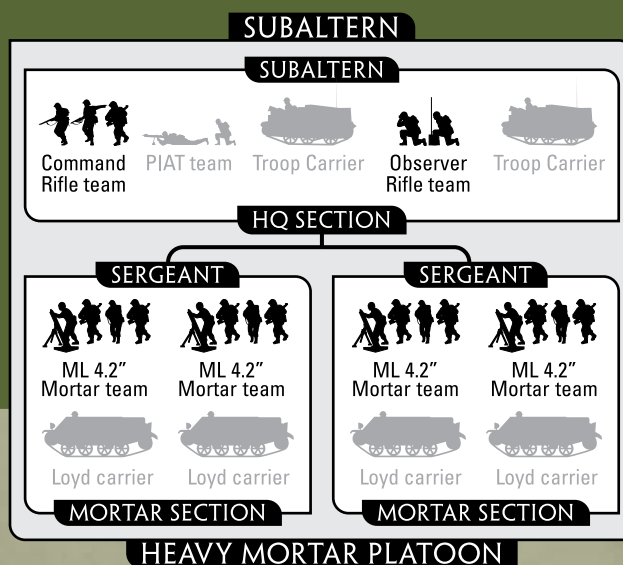 SUBALTERN
SUBALTERN
Command Rifle team
PIAT team
Troop Carrier
Observer Rifle team
Troop Carrier
HQ SECTION
SERGEANT
SERGEANT
ML 4.2” Mortar team
ML 4.2” Mortar team
ML 4.2” Mortar team
ML 4.2” Mortar team
Loyd carrier
Loyd carrier
Loyd carrier
Loyd carrier
MORTAR SECTION
MORTAR SECTION
HEAVY MORTAR PLATOON